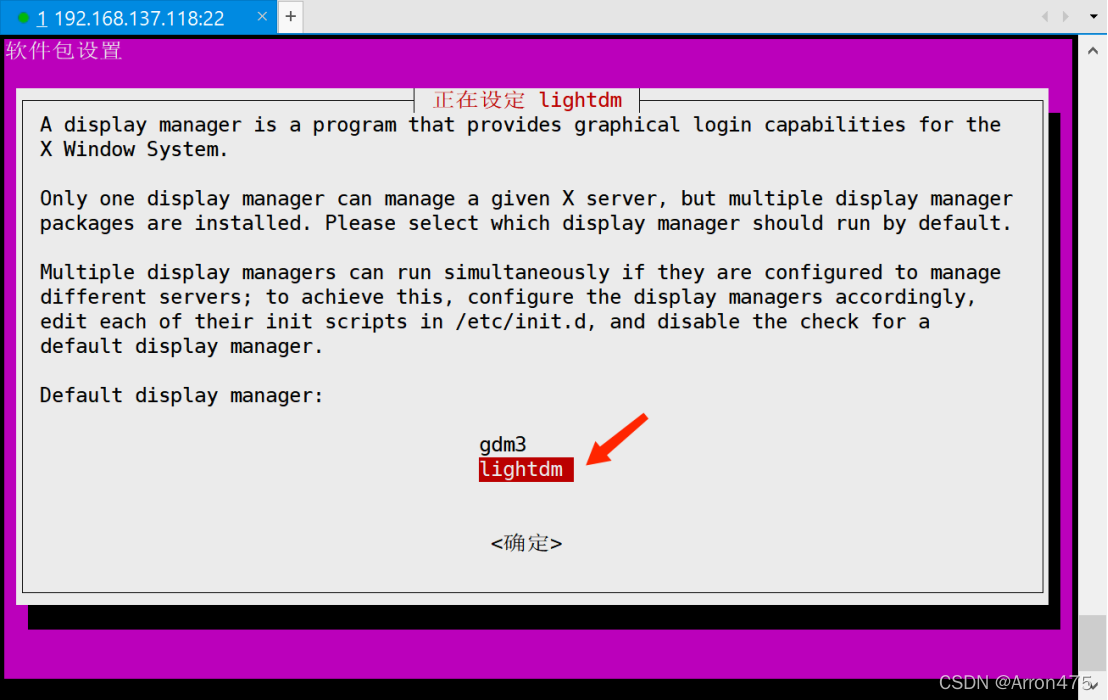 1 192.168.137.118:22 × +
软件包设置
正在设定 lightdm
A display manager is a program that provides graphical login capabilities for the
X Window System.
Only one display manager can manage a given X server, but multiple display manager
packages are installed. Please select which display manager should run by default.
Multiple display managers can run simultaneously if they are configured to manage
different servers; to achieve this, configure the display managers accordingly,
edit each of their init scripts in /etc/init.d, and disable the check for a
default display manager.
Default display manager:
gdm3
lightdm
<确定>
CSDN @Arron475